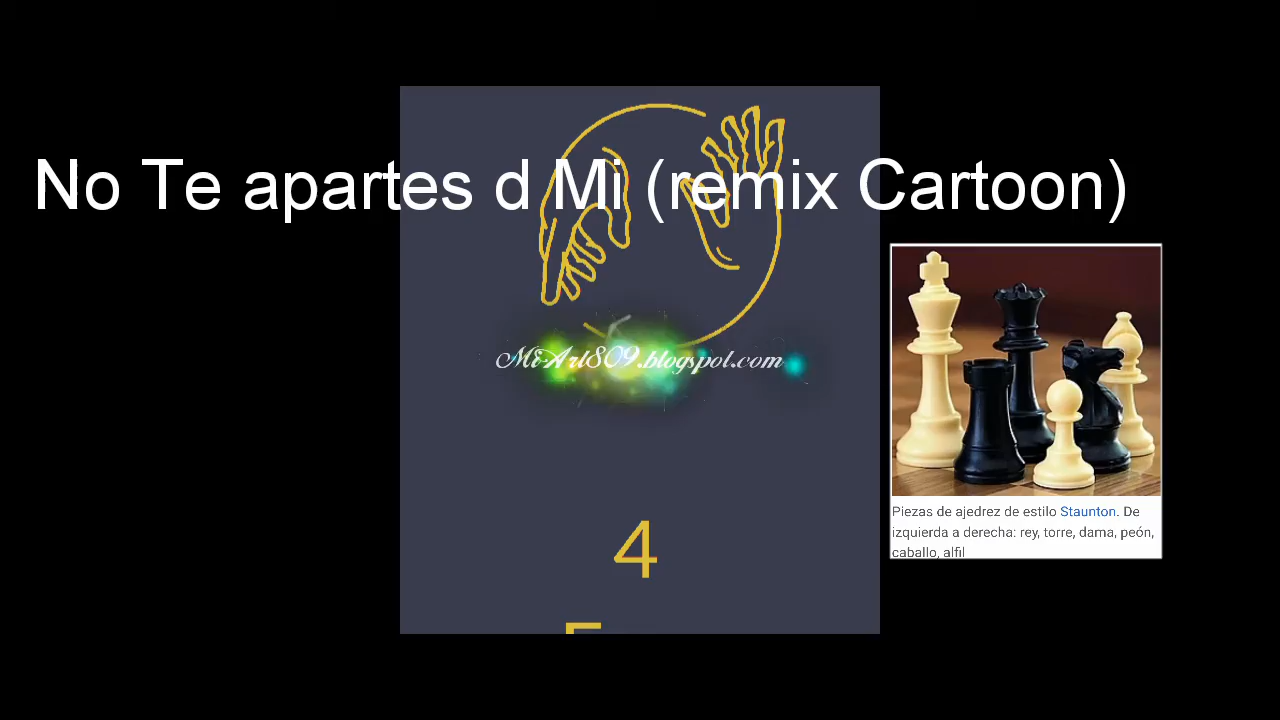 No Te apartes d Mi (remix Cartoon)
MiArt809.blogspot.com
Piezas de ajedrez de estilo Staunton. De
izquierda a derecha: rey, torre, dama, peón,
caballo, alfil
4